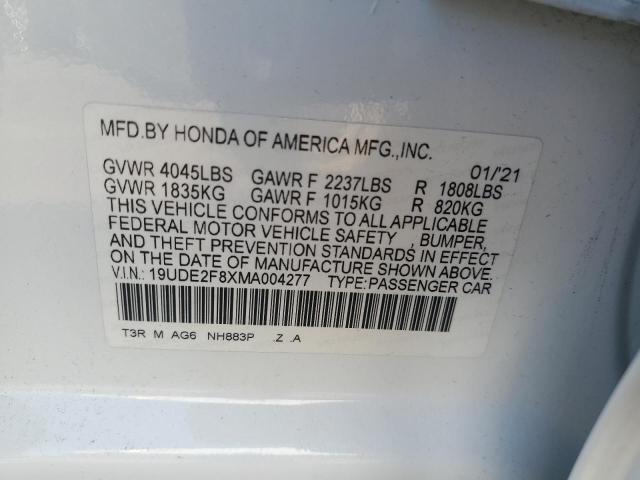 MFD.BY HONDA OF AMERICA MFG.,INC. 01/'21
GVWR 4045LBS GAWR F 2237LBS R 1808LBS
GVWR 1835KG GAWR F 1015KG R 820KG
THIS VEHICLE CONFORMS TO ALL APPLICABLE
FEDERAL MOTOR VEHICLE SAFETY , BUMPER,
AND THEFT PREVENTION STANDARDS IN EFFECT
ON THE DATE OF MANUFACTURE SHOWN ABOVE.
V.I.N.: 19UDE2F8XMA004277 TYPE:PASSENGER CAR
T3R M AG6 NH883P .Z .A